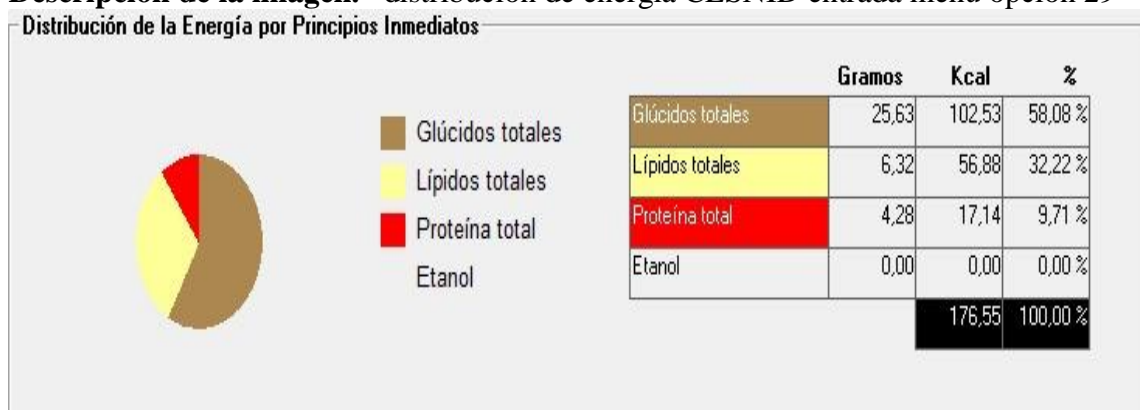 Descripción de la imagen. distribución de energía CESNID entrada menú opción 29
Distribución de la Energía por Principios Inmediatos
Gramos Kcal %
Glúcidos totales
Lípidos totales
Proteína total
Etanol
Glúcidos totales 25,63 102,53 58,08 %
Lípidos totales 6,32 56,88 32,22 %
Proteína total 4,28 17,14 9,71 %
Etanol 0,00 0,00 0,00 %
176,55 100,00 %